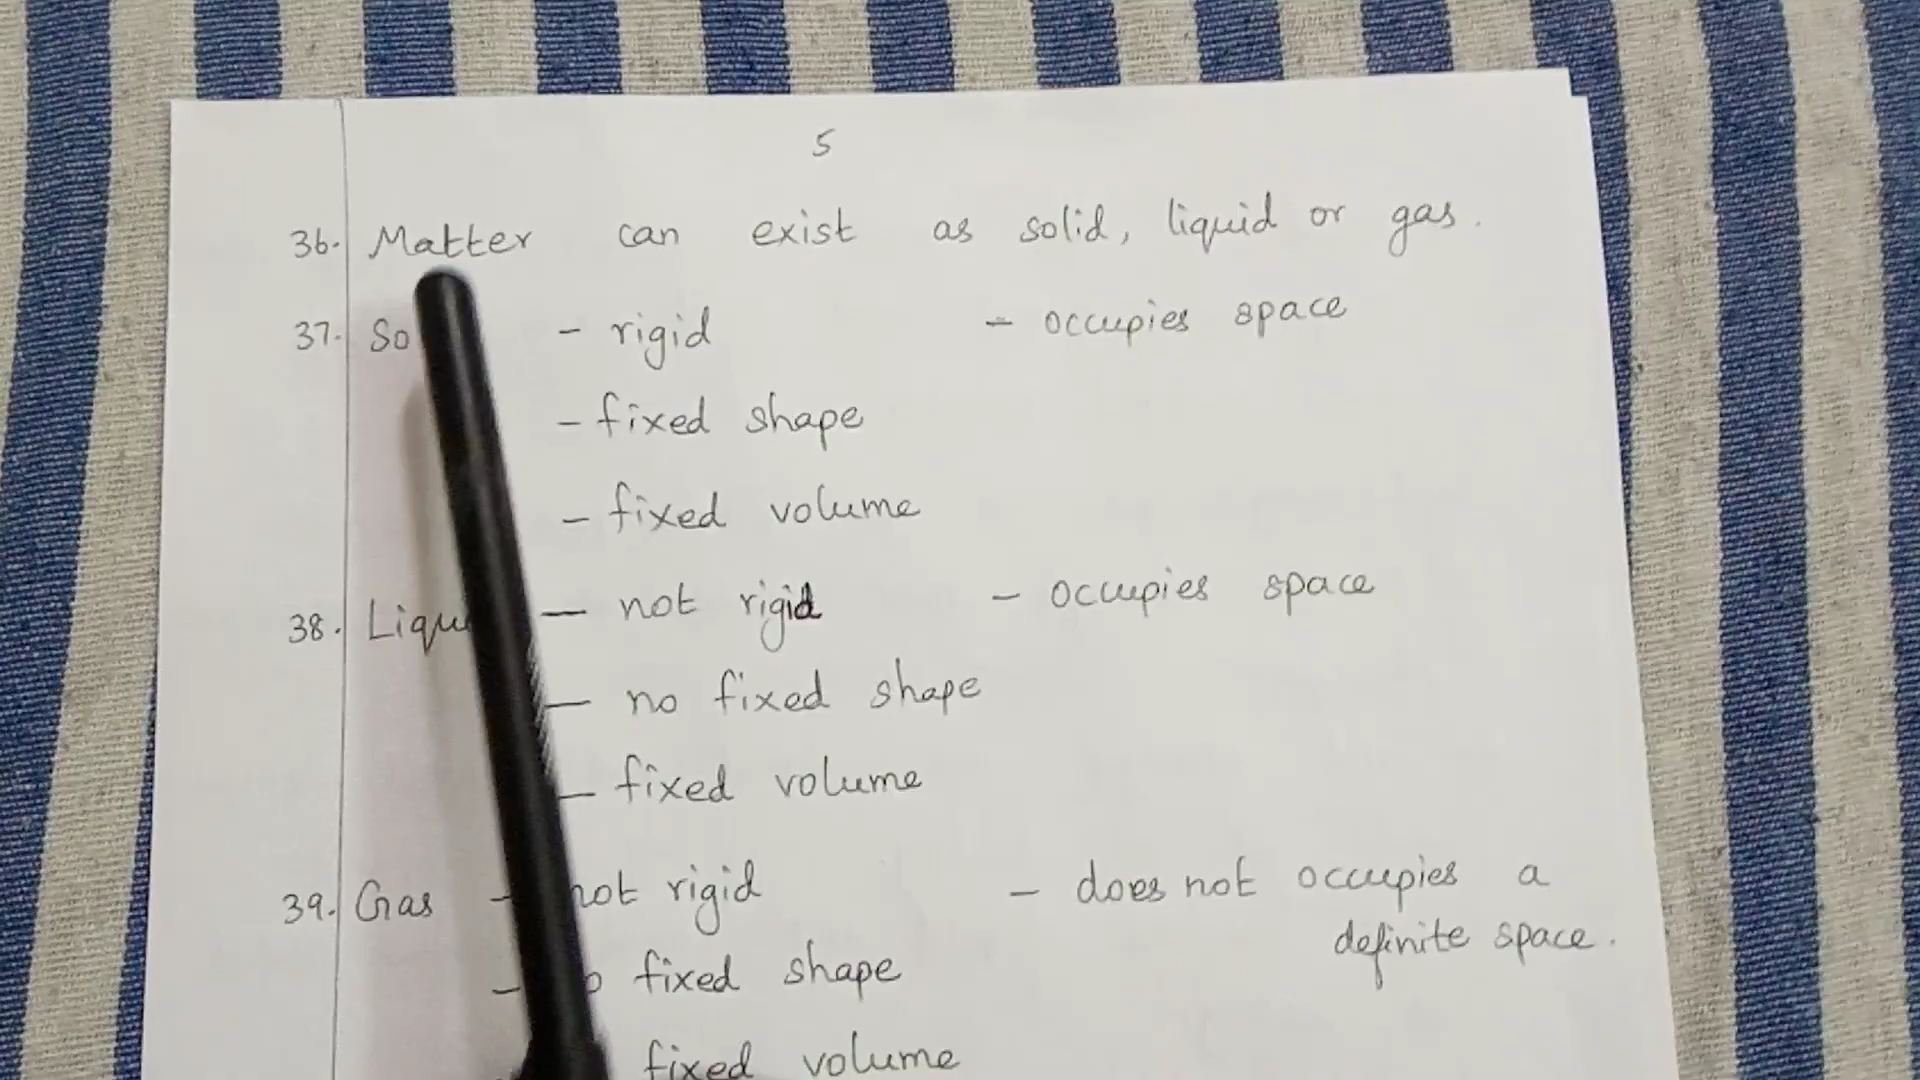 5
36. Matter can exist as solid, liquid or gas.
37. So - rigid - occupies space
- fixed shape
- fixed volume
38. Liqu - not rigid - occupies space
- no fixed shape
- fixed volume
39. Gas - not rigid - does not occupies a
definite space.
- fixed shape
fixed volume